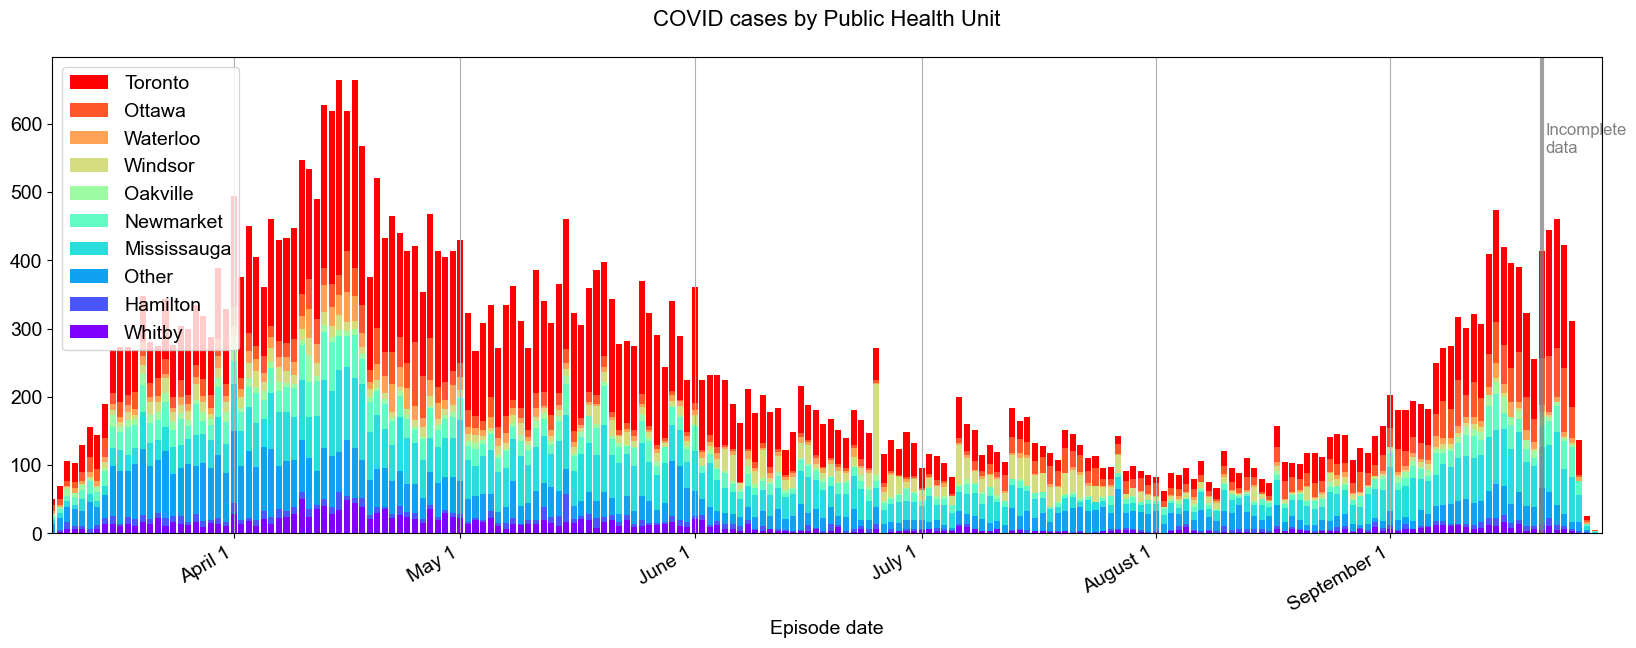 COVID cases by Public Health Unit
Toronto
Ottawa
Waterloo
Windsor
Oakville
Newmarket
Mississauga
Other
Hamilton
Whitby
Incomplete
data
600
500
400
300
200
100
0
April 1
May 1
June 1
July 1
August 1
September 1
Episode date